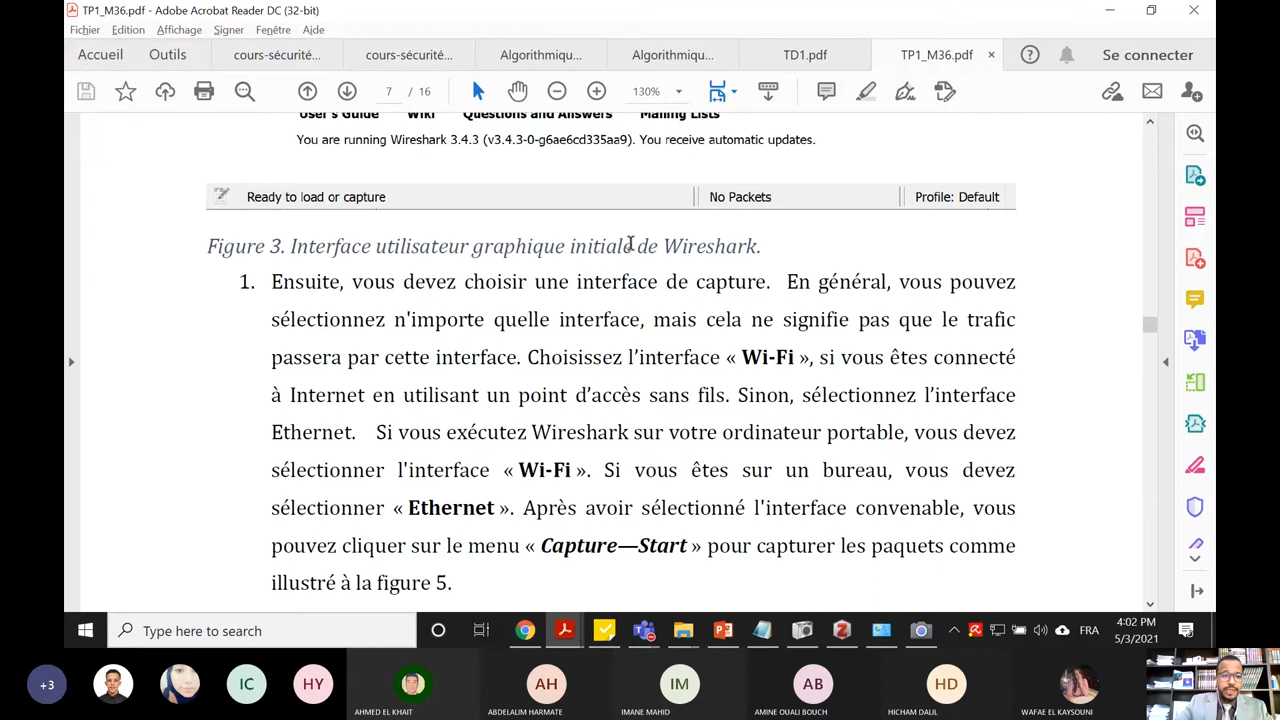 TP1_M36.pdf - Adobe Acrobat Reader DC (32-bit)
Fichier Edition Affichage Signer Fenêtre Aide
Accueil Outils cours-sécurité... cours-sécurité... Algorithmiqu... Algorithmiqu... TD1.pdf TP1_M36.pdf × Se connecter
7 / 16 130%
User's Guide Wiki Questions and Answers Mailing Lists
You are running Wireshark 3.4.3 (v3.4.3-0-g6ae6cd335aa9). You receive automatic updates.
Ready to load or capture No Packets Profile: Default
Figure 3. Interface utilisateur graphique initiale de Wireshark.
1. Ensuite, vous devez choisir une interface de capture. En général, vous pouvez
sélectionnez n'importe quelle interface, mais cela ne signifie pas que le trafic
passera par cette interface. Choisissez l'interface « Wi-Fi », si vous êtes connecté
à Internet en utilisant un point d'accès sans fils. Sinon, sélectionnez l'interface
Ethernet. Si vous exécutez Wireshark sur votre ordinateur portable, vous devez
sélectionner l'interface « Wi-Fi ». Si vous êtes sur un bureau, vous devez
sélectionner « Ethernet ». Après avoir sélectionné l'interface convenable, vous
pouvez cliquer sur le menu « Capture—Start » pour capturer les paquets comme
illustré à la figure 5.
Type here to search
FRA
4:02 PM
5/3/2021
+3 IC HY AH IM AB HD
AHMED EL KHAIT ABDELALIM HARMATE IMANE MAHID AMINE OUALI BOUCH HICHAM DALIL WAFAE EL KAYSOUNI